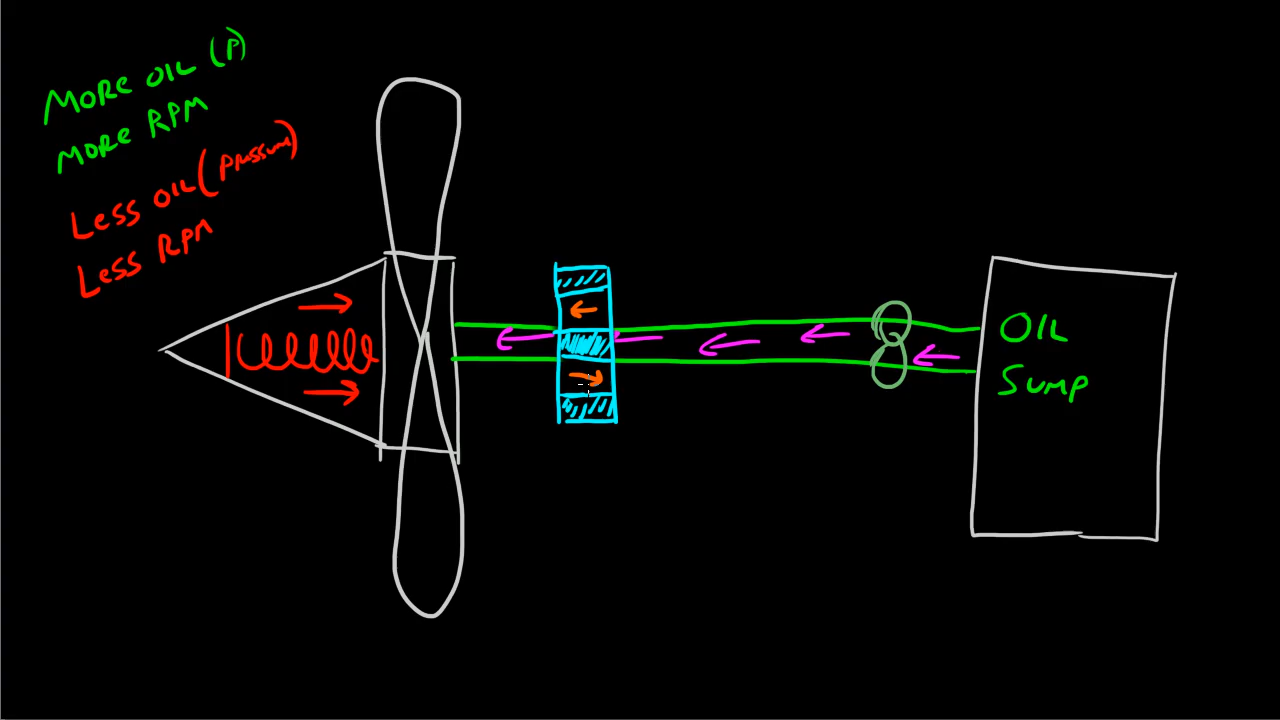 MORE OIL (P)
MORE RPM
LESS OIL (PRESSURE)
LESS RPM
OIL
SUMP